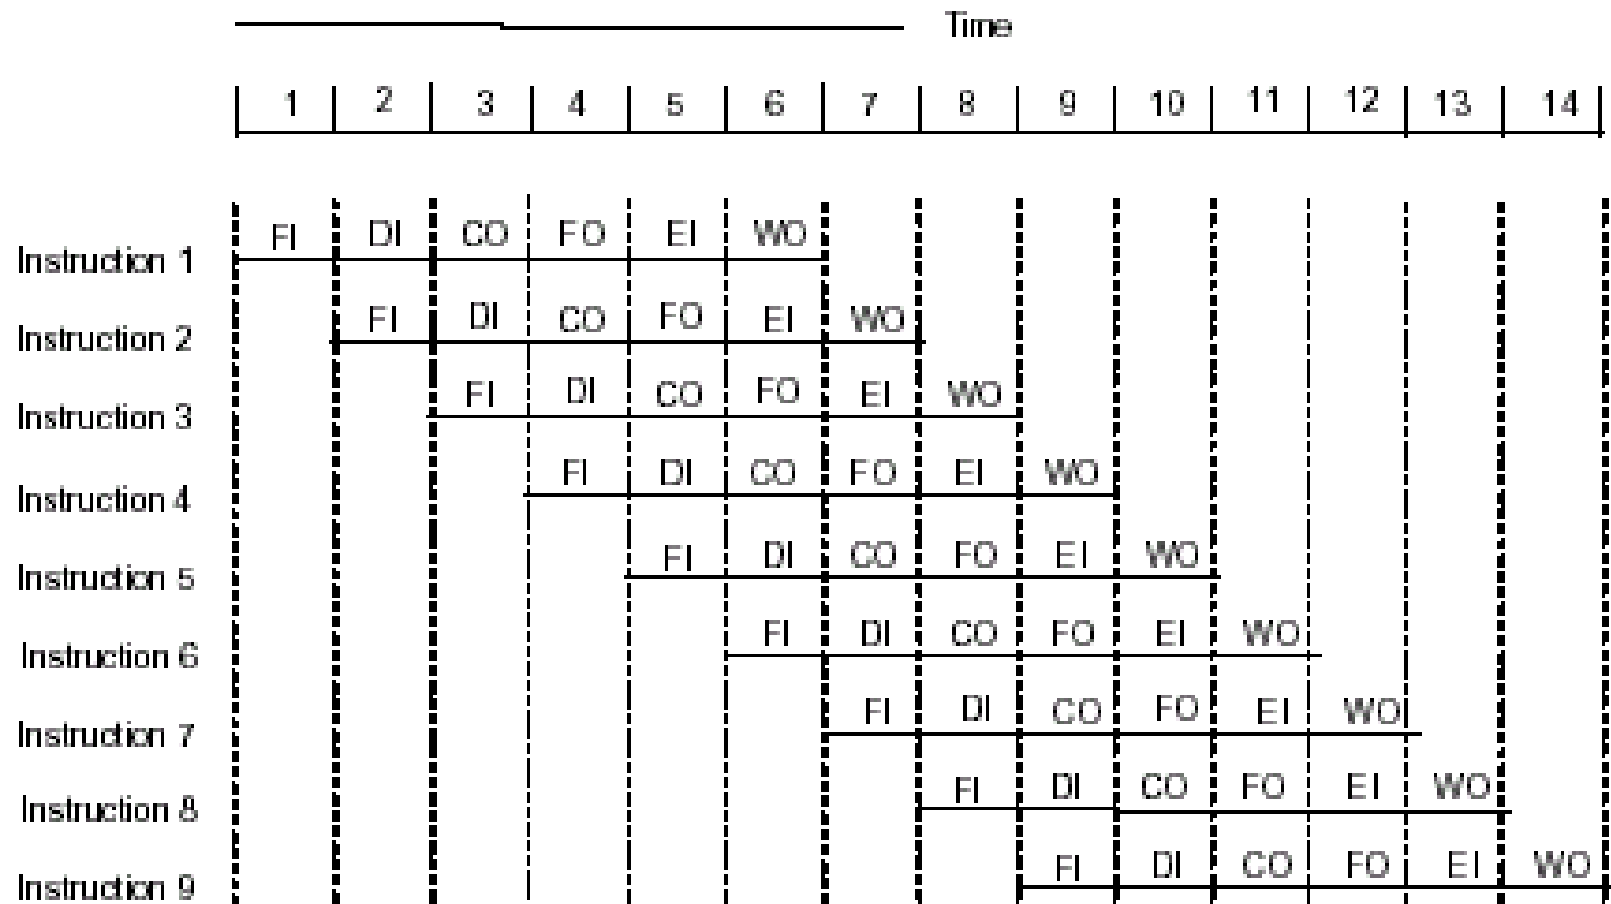 Time
1 2 3 4 5 6 7 8 9 10 11 12 13 14
Instruction 1 FI DI CO FO EI WO
Instruction 2 FI DI CO FO EI WO
Instruction 3 FI DI CO FO EI WO
Instruction 4 FI DI CO FO EI WO
Instruction 5 FI DI CO FO EI WO
Instruction 6 FI DI CO FO EI WO
Instruction 7 FI DI CO FO EI WO
Instruction 8 FI DI CO FO EI WO
Instruction 9 FI DI CO FO EI WO